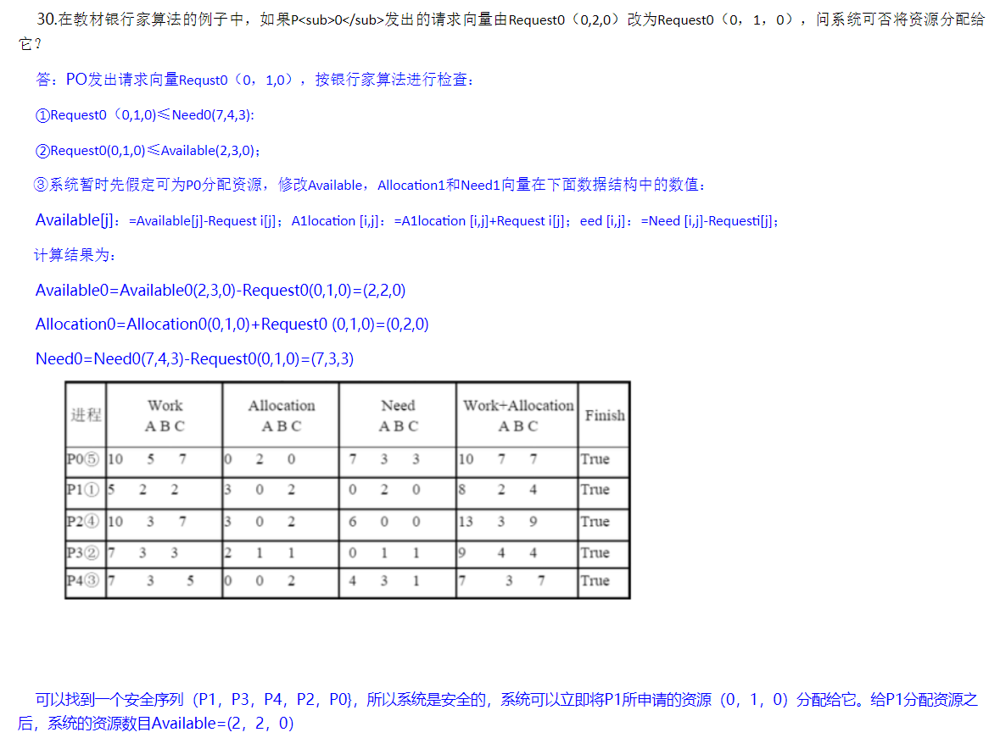 30.在教材银行家算法的例子中，如果P<sub>0</sub>发出的请求向量由Request0（0,2,0）改为Request0（0，1，0），问系统可否将资源分配给
它？
答：PO发出请求向量Requst0（0，1,0），按银行家算法进行检查：
①Request0（0,1,0)≤Need0(7,4,3):
②Request0(0,1,0)≤Available(2,3,0)；
③系统暂时先假定可为P0分配资源，修改Available，Allocation1和Need1向量在下面数据结构中的数值：
Available[j]：=Available[j]-Request i[j]；A1location [i,j]：=A1location [i,j]+Request i[j]；eed [i,j]：=Need [i,j]-Requesti[j]；
计算结果为：
Available0=Available0(2,3,0)-Request0(0,1,0)=(2,2,0)
Allocation0=Allocation0(0,1,0)+Request0 (0,1,0)=(0,2,0)
Need0=Need0(7,4,3)-Request0(0,1,0)=(7,3,3)
进程 Work A B C Allocation A B C Need A B C Work+Allocation A B C Finish
P0⑤ 10 5 7 0 2 0 7 3 3 10 7 7 True
P1① 5 2 2 3 0 2 0 2 0 8 2 4 True
P2④ 10 3 7 3 0 2 6 0 0 13 3 9 True
P3② 7 3 3 2 1 1 0 1 1 9 4 4 True
P4③ 7 3 5 0 0 2 4 3 1 7 3 7 True
可以找到一个安全序列（P1，P3，P4，P2，P0}，所以系统是安全的，系统可以立即将P1所申请的资源（0，1，0）分配给它。给P1分配资源之
后，系统的资源数目Available=(2，2，0)